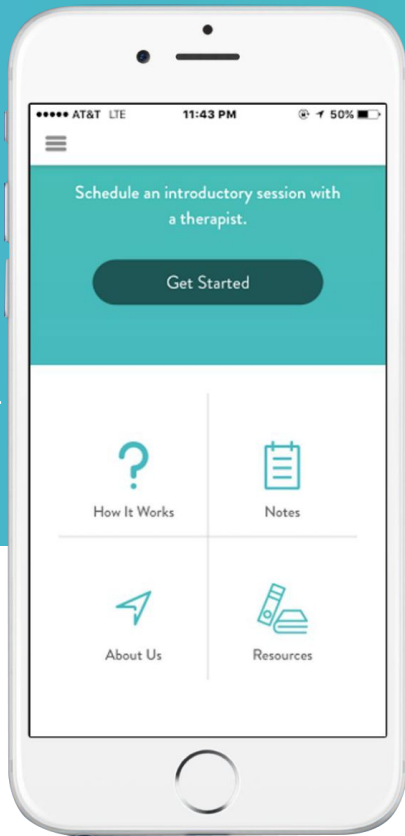 AT&T LTE 11:43 PM 50%
Schedule an introductory session with
a therapist.
Get Started
How It Works Notes
About Us Resources